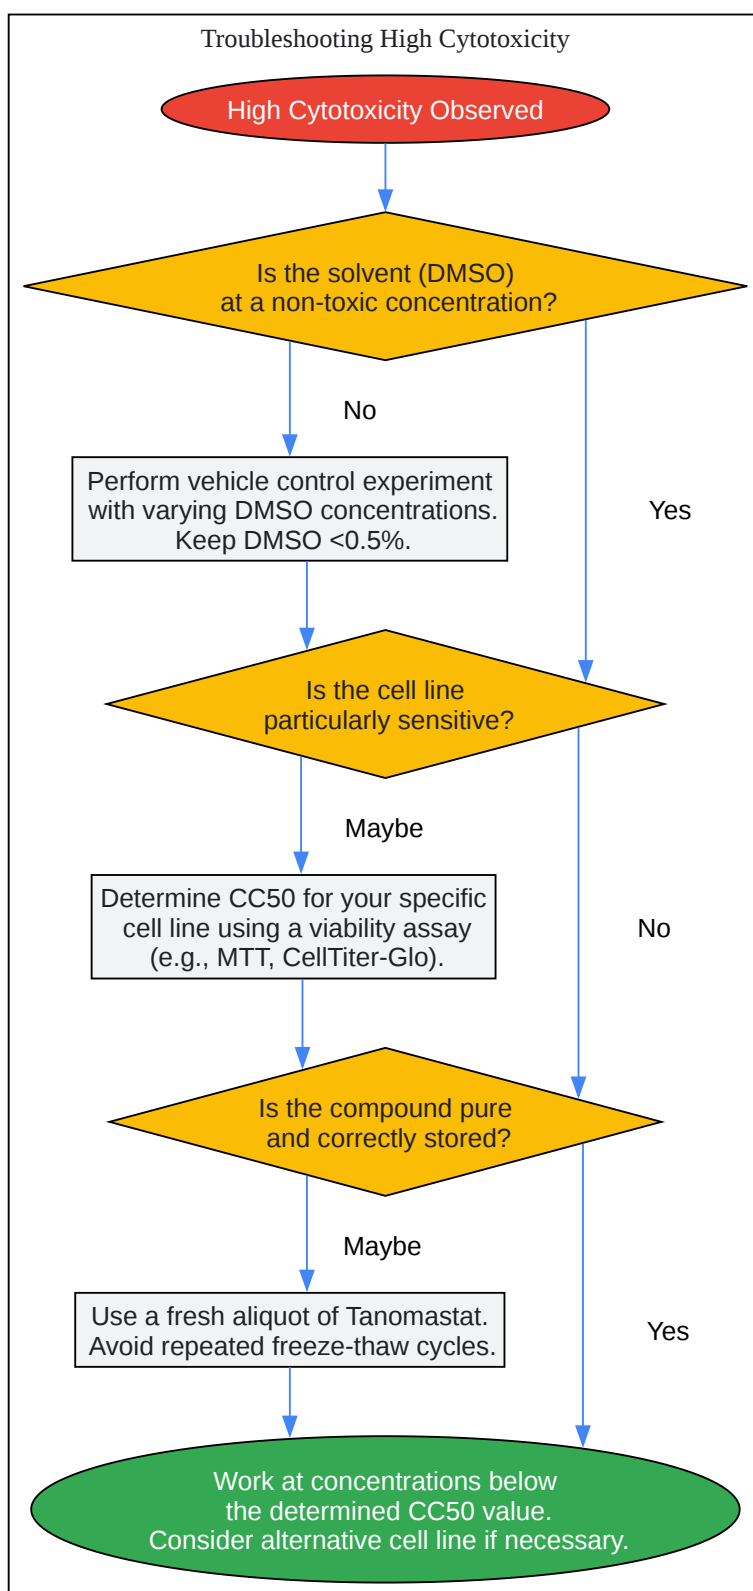 Troubleshooting High Cytotoxicity
High Cytotoxicity Observed
Is the solvent (DMSO)
at a non-toxic concentration?
No
Perform vehicle control experiment
with varying DMSO concentrations.
Keep DMSO <0.5%.
Yes
Is the cell line
particularly sensitive?
Maybe
Determine CC50 for your specific
cell line using a viability assay
(e.g., MTT, CellTiter-Glo).
No
Is the compound pure
and correctly stored?
Maybe
Use a fresh aliquot of Tanomastat.
Avoid repeated freeze-thaw cycles.
Yes
Work at concentrations below
the determined CC50 value.
Consider alternative cell line if necessary.